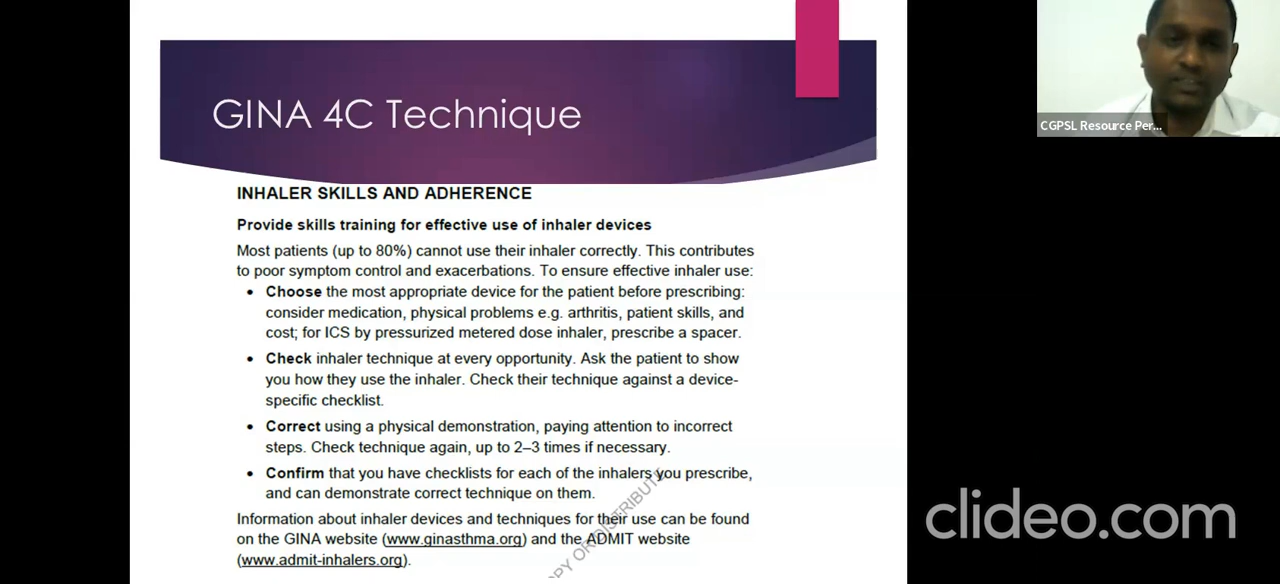 GINA 4C Technique
CGPSL Resource Per...
INHALER SKILLS AND ADHERENCE
Provide skills training for effective use of inhaler devices
Most patients (up to 80%) cannot use their inhaler correctly. This contributes
to poor symptom control and exacerbations. To ensure effective inhaler use:
• Choose the most appropriate device for the patient before prescribing:
consider medication, physical problems e.g. arthritis, patient skills, and
cost; for ICS by pressurized metered dose inhaler, prescribe a spacer.
• Check inhaler technique at every opportunity. Ask the patient to show
you how they use the inhaler. Check their technique against a device-
specific checklist.
• Correct using a physical demonstration, paying attention to incorrect
steps. Check technique again, up to 2–3 times if necessary.
• Confirm that you have checklists for each of the inhalers you prescribe,
and can demonstrate correct technique on them.
Information about inhaler devices and techniques for their use can be found
on the GINA website (www.ginasthma.org) and the ADMIT website
(www.admit-inhalers.org).
OPY OR DISTRIBUTE
clideo.com